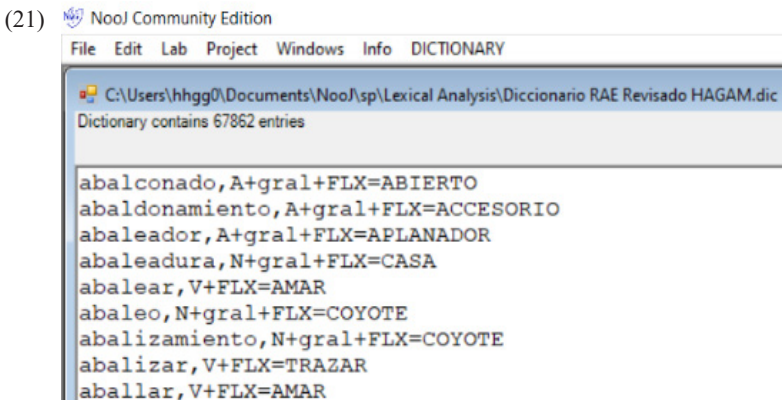 (21) NooJ Community Edition
File Edit Lab Project Windows Info DICTIONARY
C:\Users\hhgg0\Documents\NooJ\sp\Lexical Analysis\Diccionario RAE Revisado HAGAM.dic
Dictionary contains 67862 entries
abalconado,A+gral+FLX=ABIERTO
abaldonamiento,A+gral+FLX=ACCESORIO
abaleador,A+gral+FLX=APLANADOR
abaleadura,N+gral+FLX=CASA
abalear,V+FLX=AMAR
abaleo,N+gral+FLX=COYOTE
abalizamiento,N+gral+FLX=COYOTE
abalizar,V+FLX=TRAZAR
aballar,V+FLX=AMAR